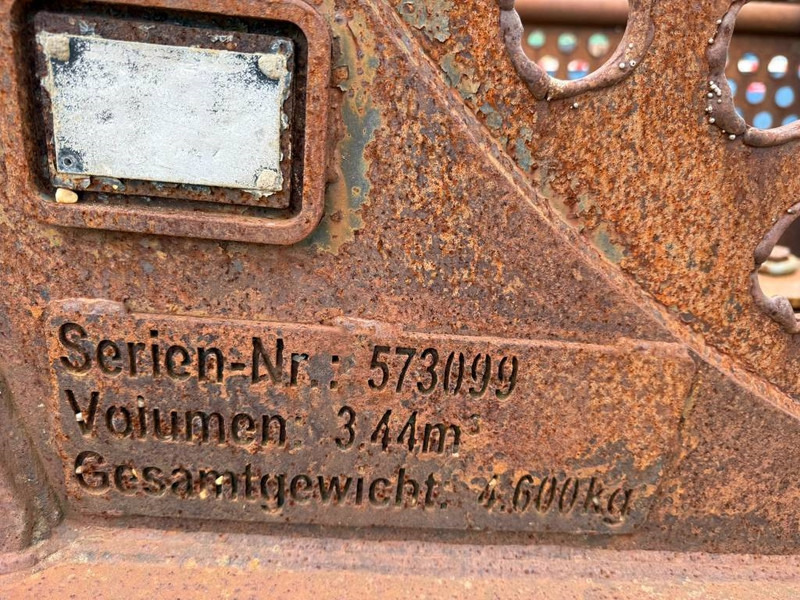 Serien-Nr.: 573099
Volumen: 3.44m³
Gesamtgewicht: 4.600kg